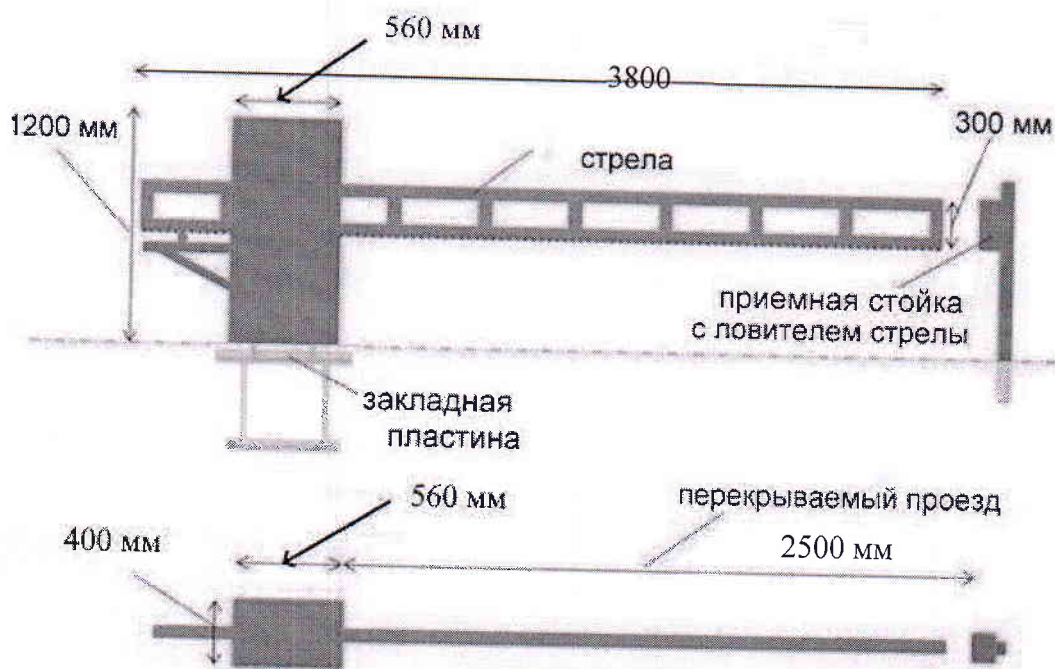 560 мм
3800
1200 мм
300 мм
стрела
приемная стойка
с ловителем стрелы
закладная
пластина
560 мм
перекрываемый проезд
400 мм
2500 мм